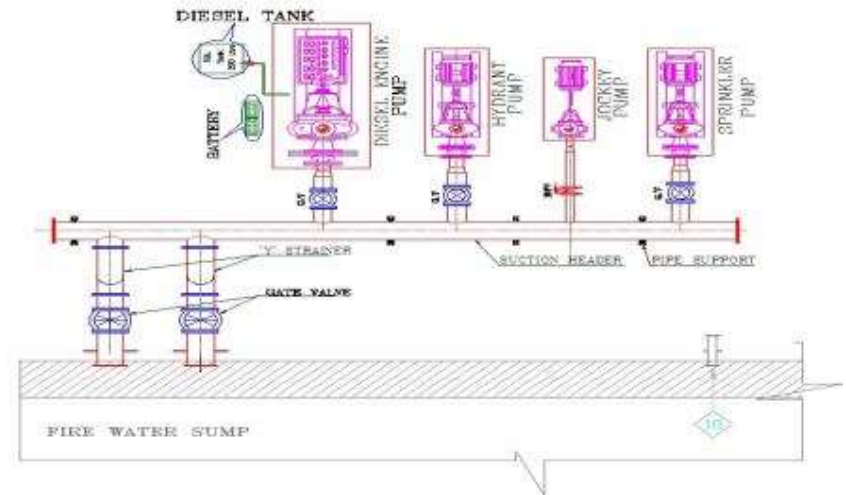 DIESEL TANK
BATTERY
DIESEL ENGINE
PUMP
HYDRANT
PUMP
JOCKEY
PUMP
SPRINKLER
PUMP
G.V
G.V
G.V
'Y' STRAINER
SUCTION HEADER
PIPE SUPPORT
GATE VALVE
FIRE WATER SUMP